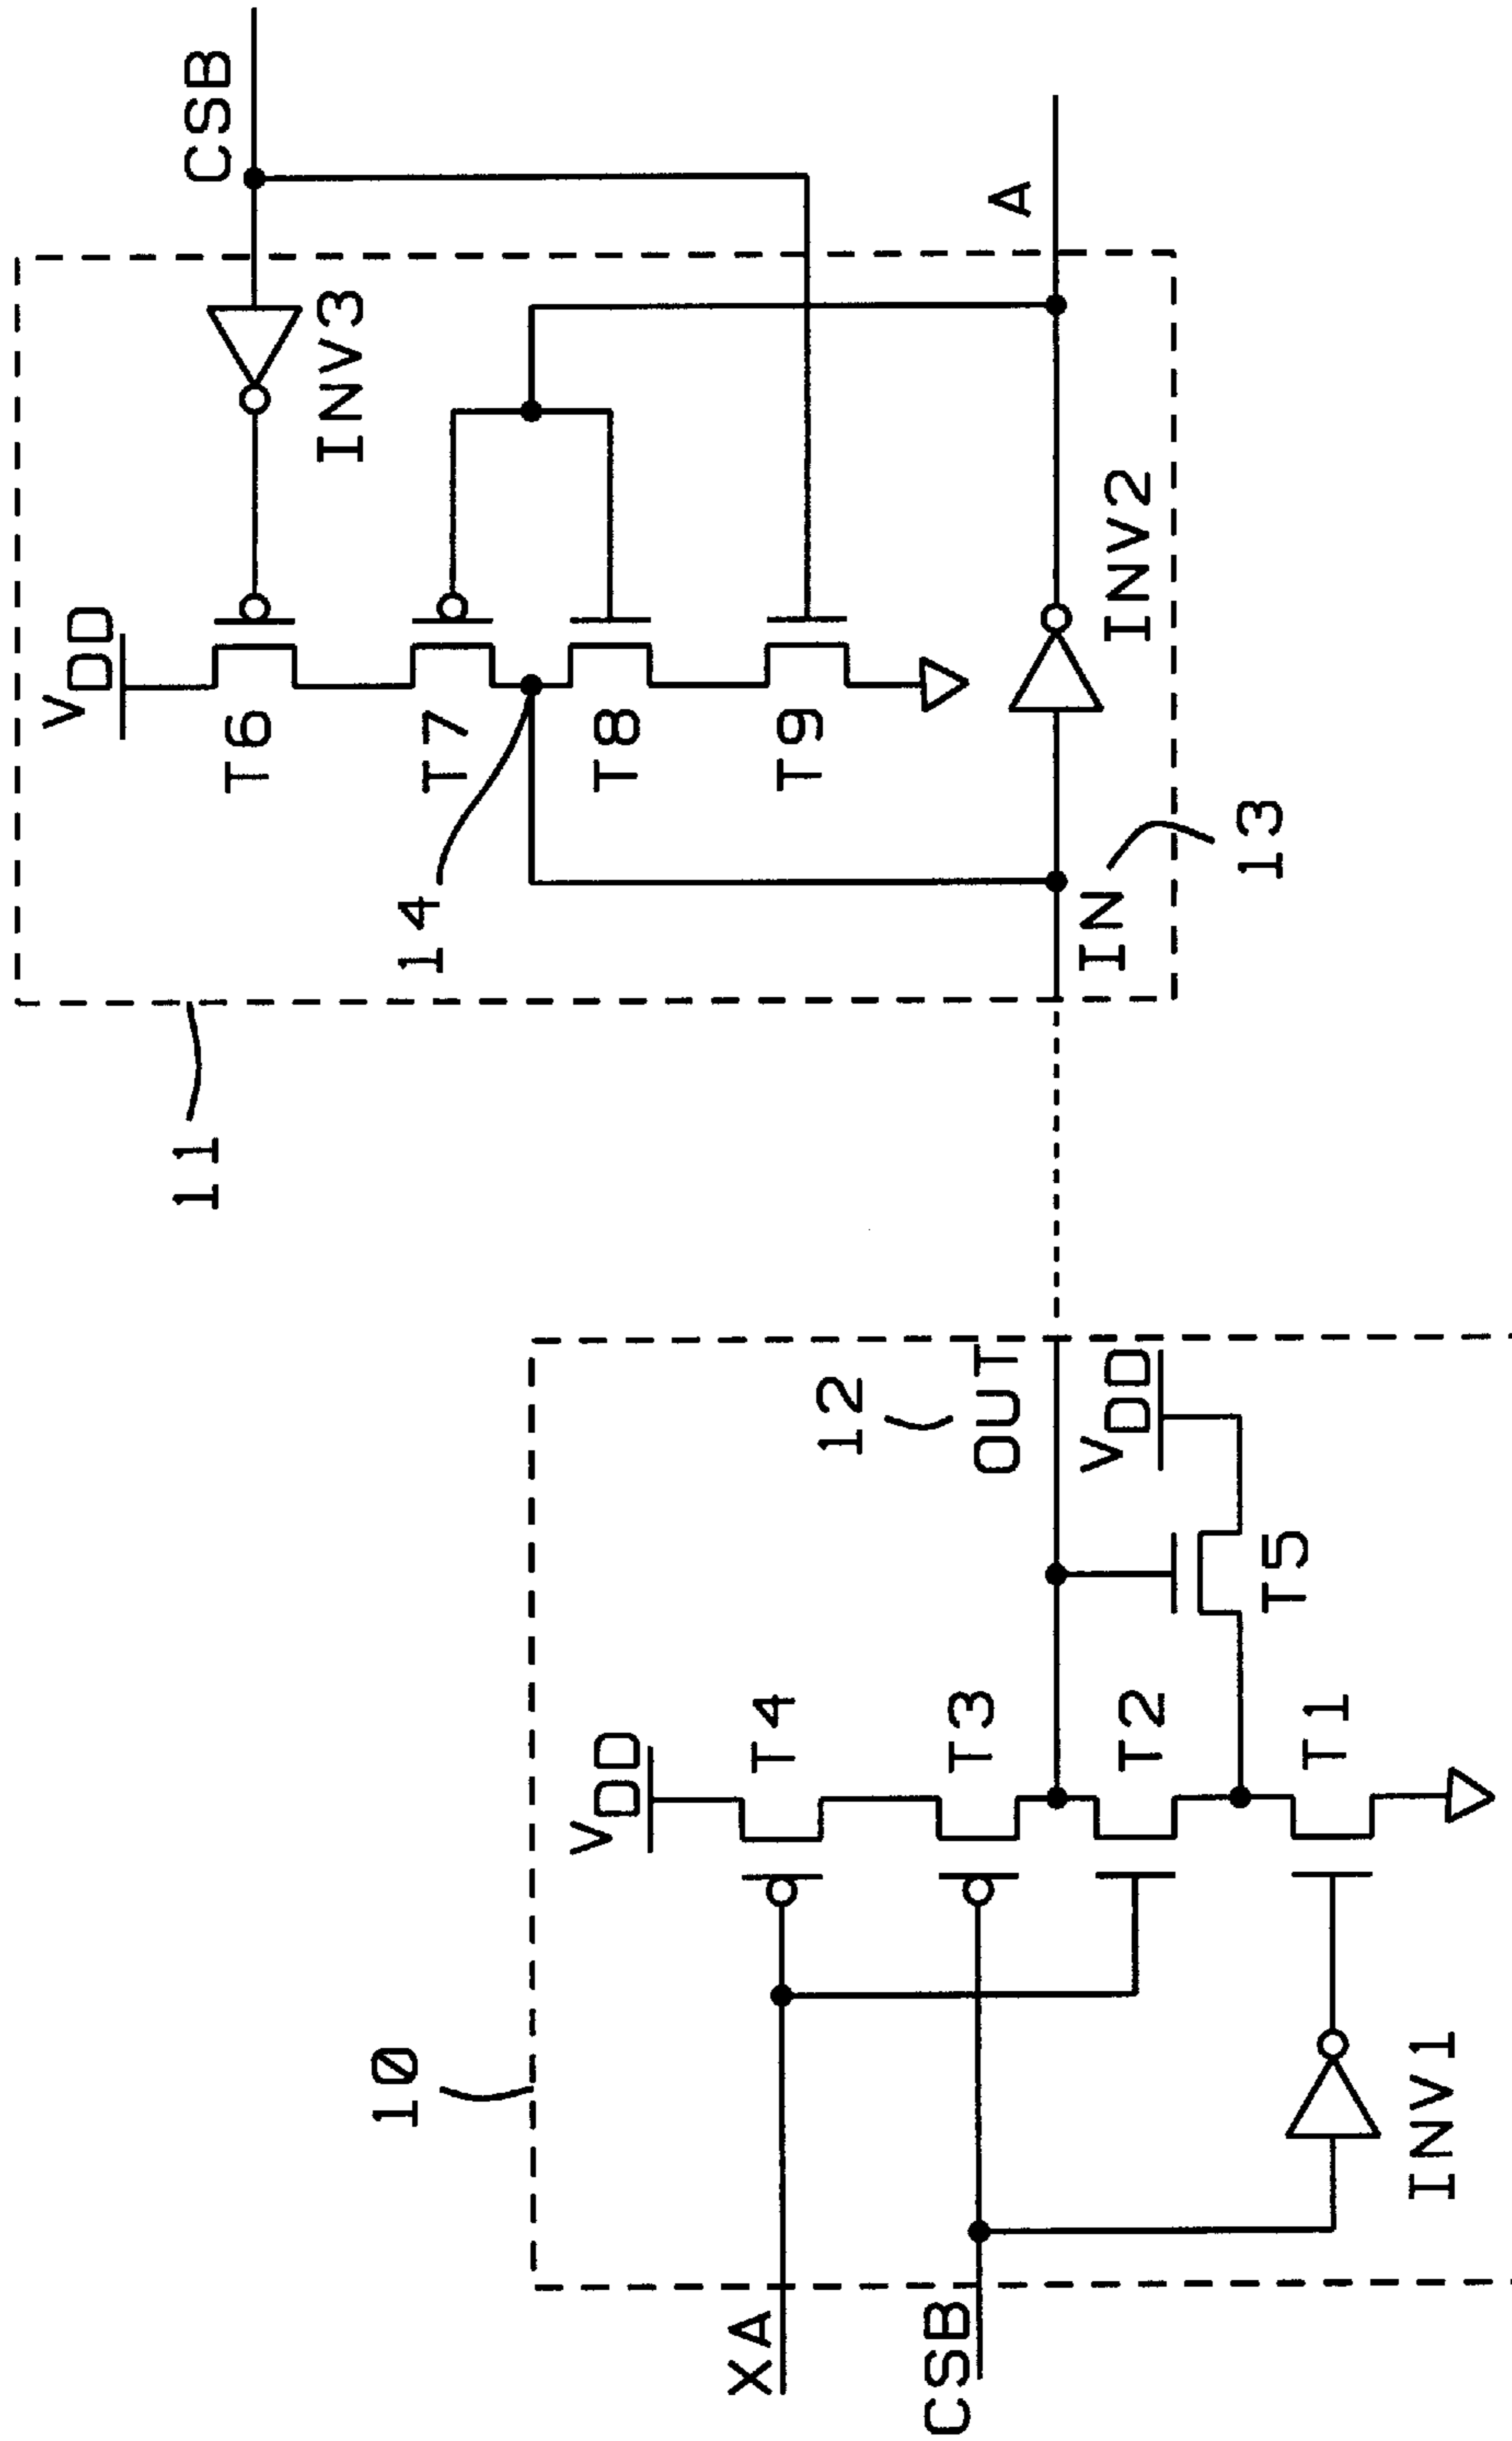 VDD
11
CSB
T6
INV3
10
14
T7
VDD
T8
XA
T4
T9
12
CSB
T3
OUT
A
IN
VDD
INV2
T2
13
T5
T1
INV1